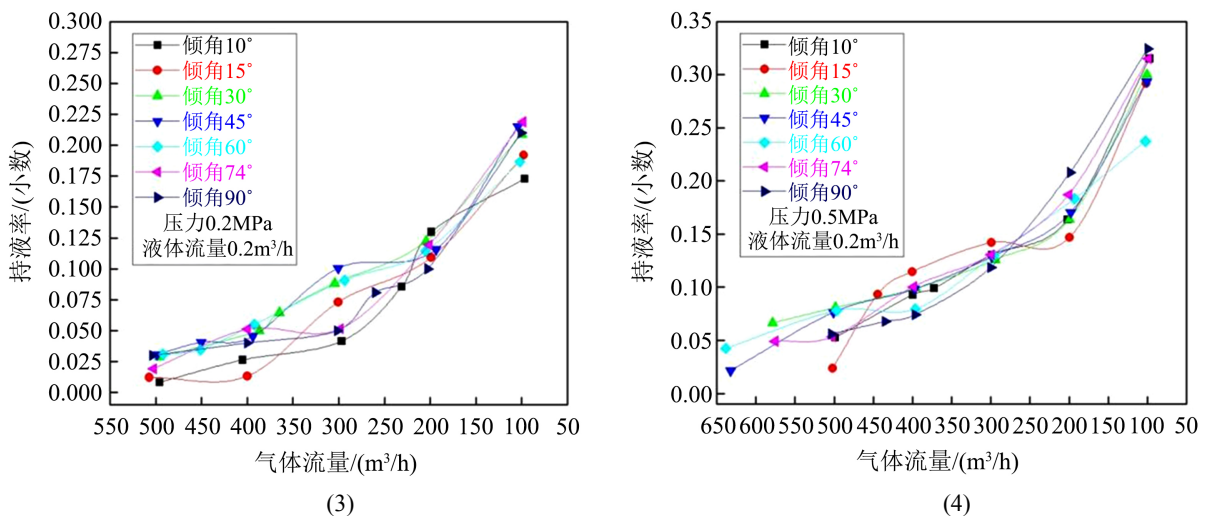 0.300
0.275
0.250
0.225
0.200
0.175
0.150
0.125
0.100
0.075
0.050
0.025
0.000
持液率/(小数)
倾角10°
倾角15°
倾角30°
倾角45°
倾角60°
倾角74°
倾角90°
压力0.2MPa
液体流量0.2m³/h
550 500 450 400 350 300 250 200 150 100 50
气体流量/(m³/h)
(3)
0.35
0.30
0.25
0.20
0.15
0.10
0.05
0.00
持液率/(小数)
倾角10°
倾角15°
倾角30°
倾角45°
倾角60°
倾角74°
倾角90°
压力0.5MPa
液体流量0.2m³/h
650 600 550 500 450 400 350 300 250 200 150 100 50
气体流量/(m³/h)
(4)